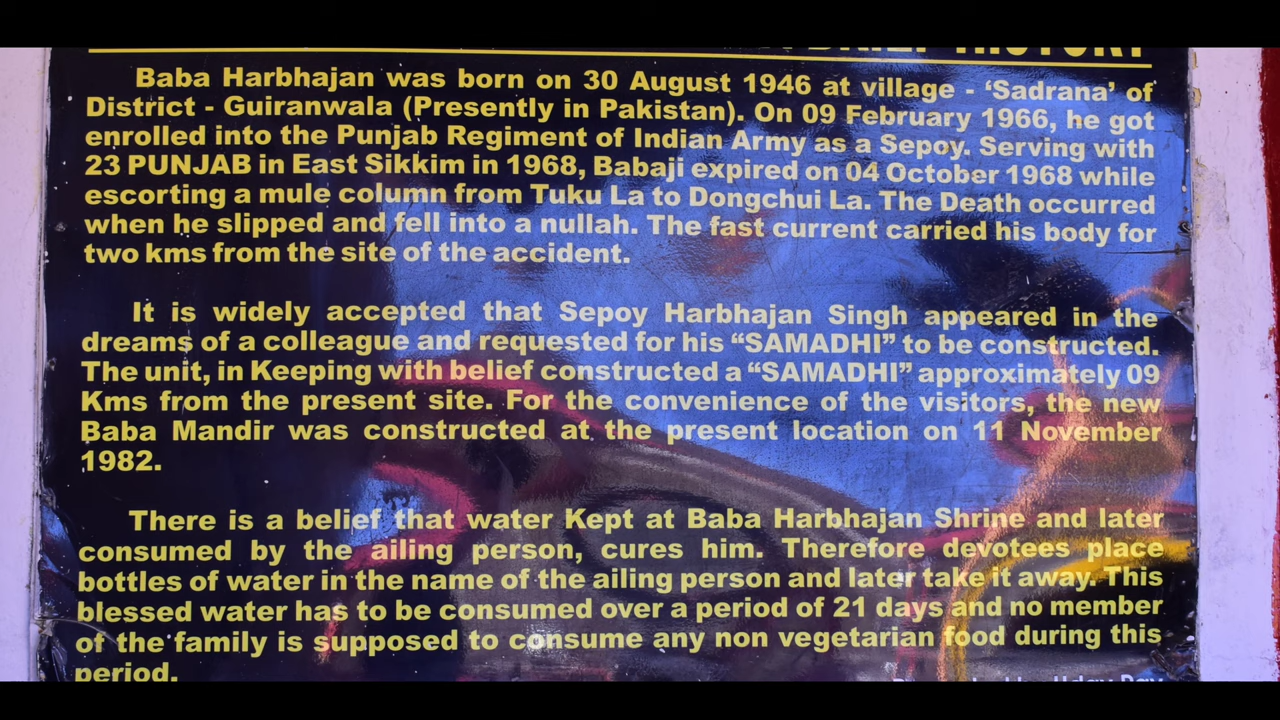 BRIEF HISTORY
Baba Harbhajan was born on 30 August 1946 at village - ‘Sadrana’ of
District - Guiranwala (Presently in Pakistan). On 09 February 1966, he got
enrolled into the Punjab Regiment of Indian Army as a Sepoy. Serving with
23 PUNJAB in East Sikkim in 1968, Babaji expired on 04 October 1968 while
escorting a mule column from Tuku La to Dongchui La. The Death occurred
when he slipped and fell into a nullah. The fast current carried his body for
two kms from the site of the accident.
It is widely accepted that Sepoy Harbhajan Singh appeared in the
dreams of a colleague and requested for his “SAMADHI” to be constructed.
The unit, in Keeping with belief constructed a “SAMADHI” approximately 09
Kms from the present site. For the convenience of the visitors, the new
Baba Mandir was constructed at the present location on 11 November
1982.
There is a belief that water Kept at Baba Harbhajan Shrine and later
consumed by the ailing person, cures him. Therefore devotees place
bottles of water in the name of the ailing person and later take it away. This
blessed water has to be consumed over a period of 21 days and no member
of the family is supposed to consume any non vegetarian food during this
period.